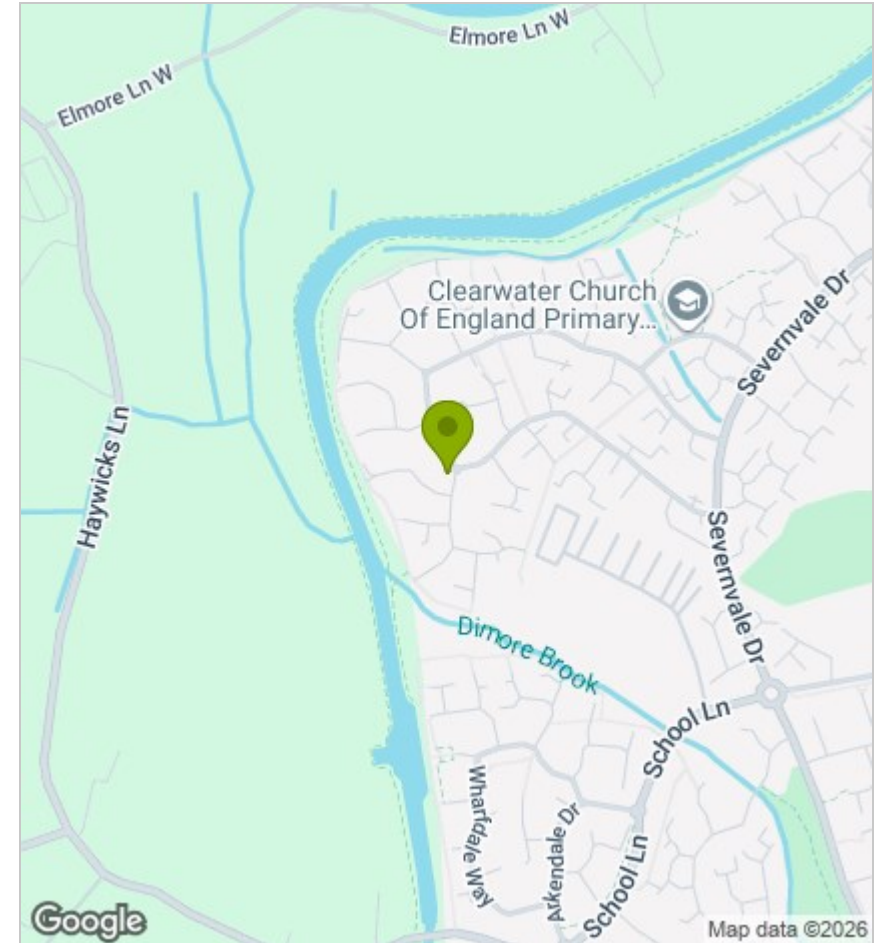 Elmore Ln W
Elmore Ln W
Clearwater Church
Of England Primary...
Severnvale Dr
Haywicks Ln
Severnvale Dr
Dimore Brook
School Ln
Wharfdale Way
Arkendale Dr
School Ln
Google
Map data ©2026